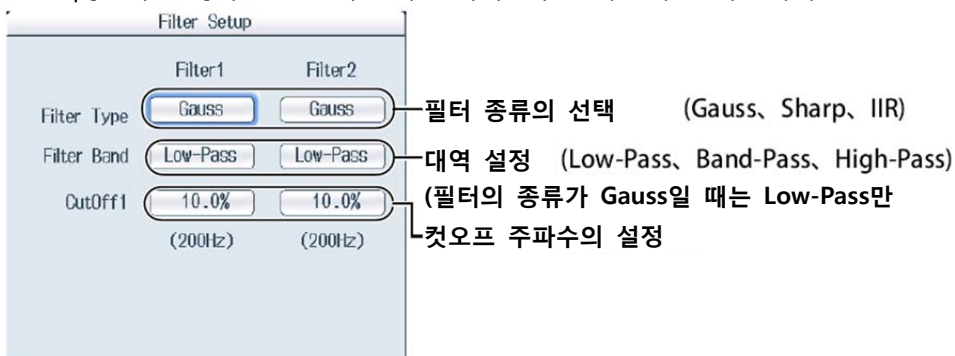 Filter Setup
Filter1 Filter2
Filter Type Gauss Gauss 필터 종류의 선택 (Gauss、Sharp、IIR)
Filter Band Low-Pass Low-Pass 대역 설정 (Low-Pass、Band-Pass、High-Pass)
CutOff1 10.0% 10.0% (필터의 종류가 Gauss일 때는 Low-Pass만
(200Hz) (200Hz) 컷오프 주파수의 설정